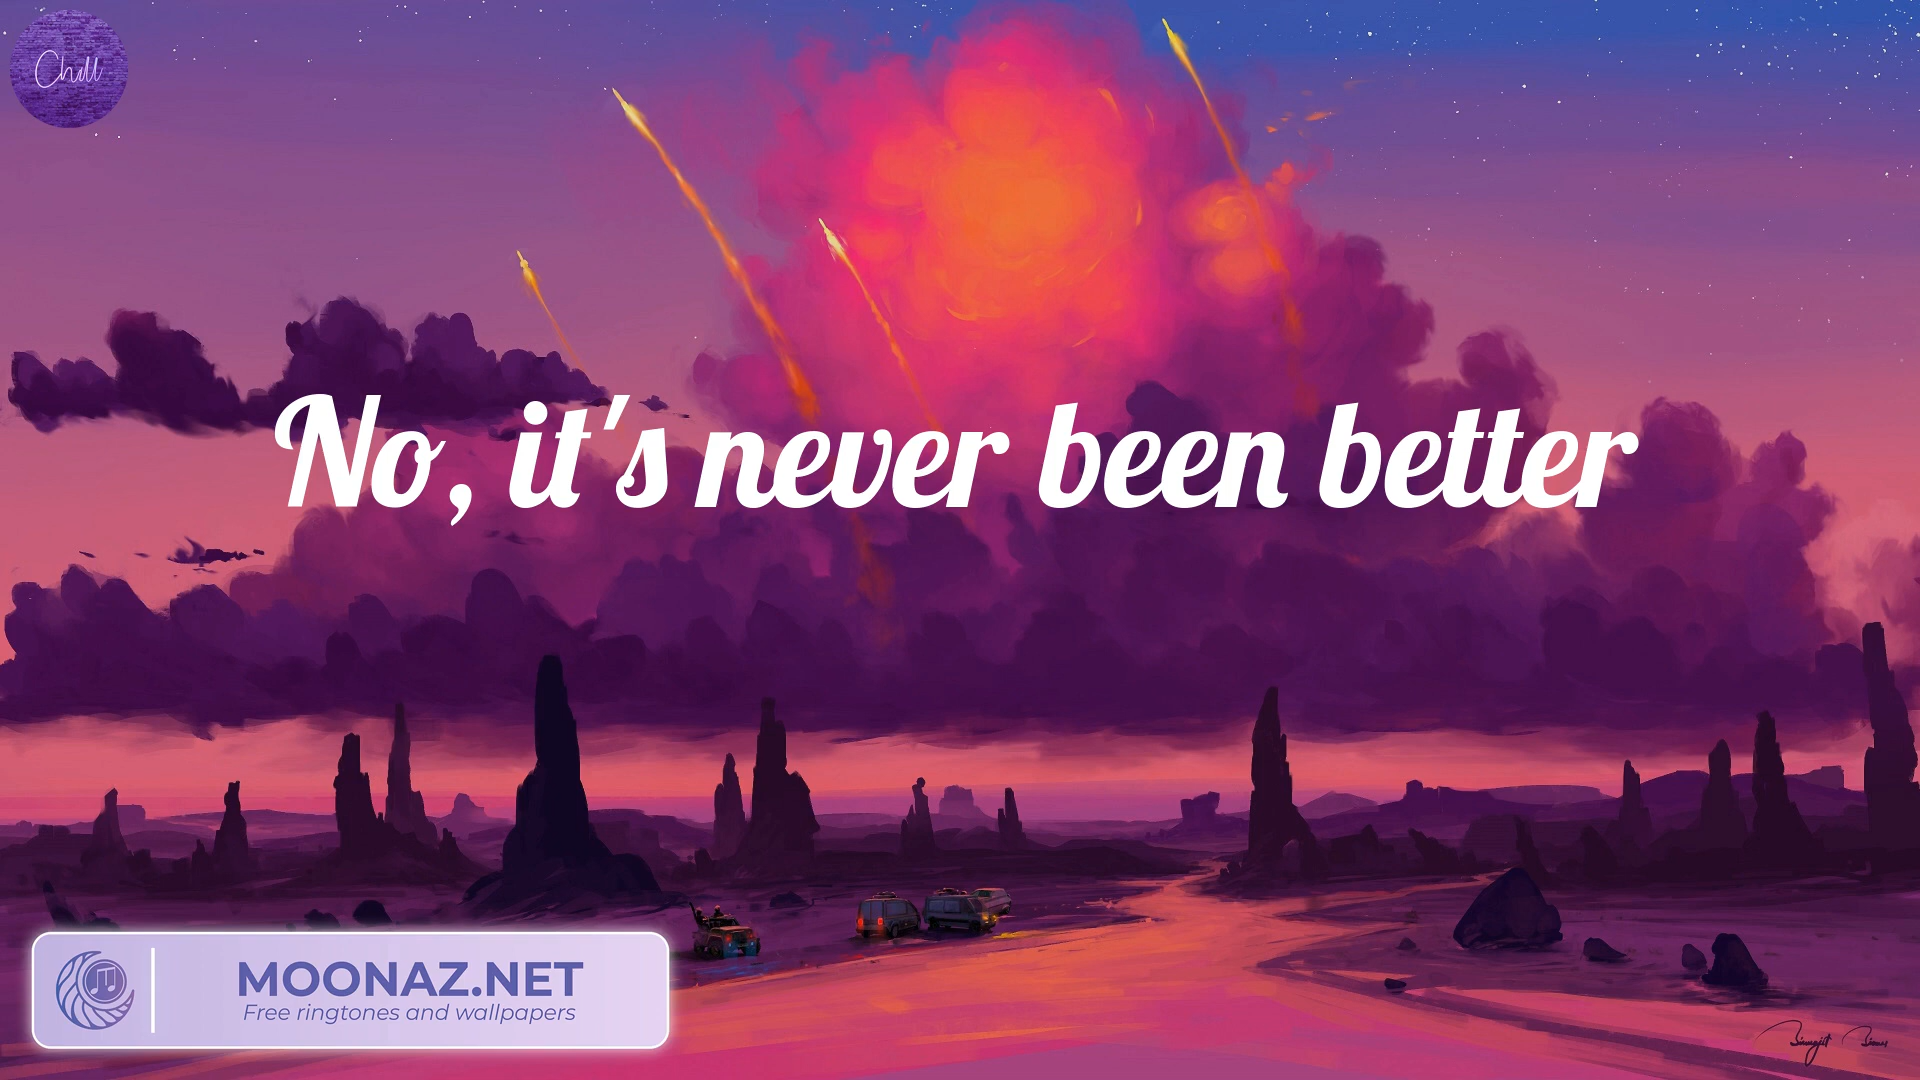 Chill
No, it's never been better
MOONAZ.NET
Free ringtones and wallpapers